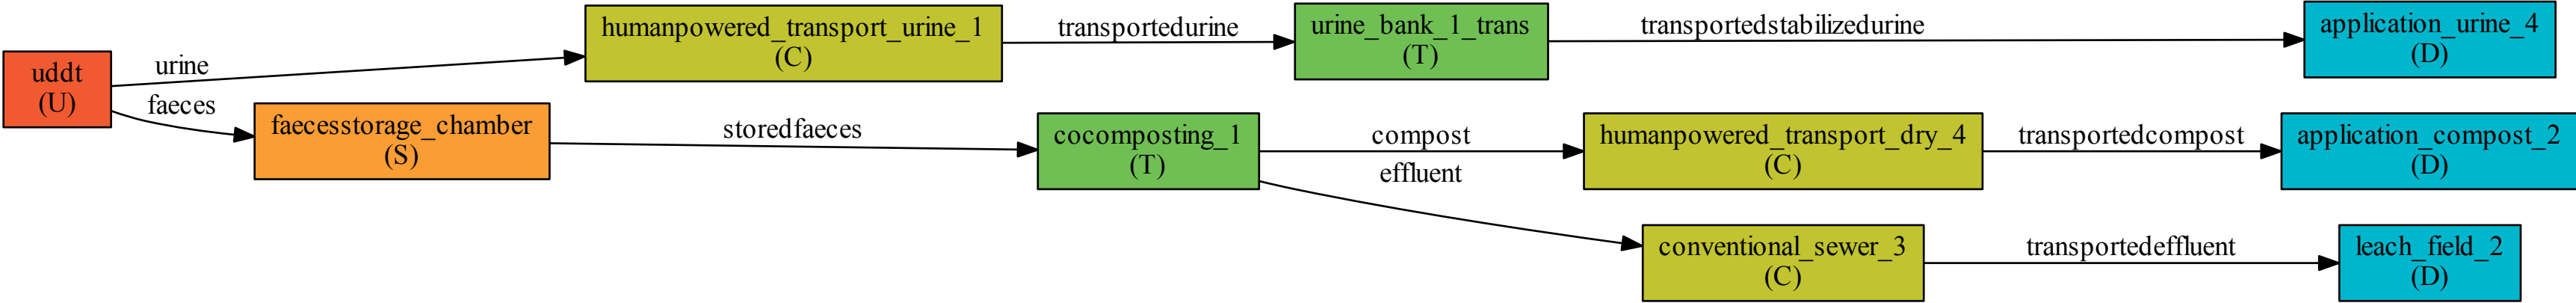 uddt
(U)
urine
faeces
humanpowered_transport_urine_1
(C)
transportedurine
urine_bank_1_trans
(T)
transportedstabilizedurine
application_urine_4
(D)
faecesstorage_chamber
(S)
storedfaeces
cocomposting_1
(T)
compost
effluent
humanpowered_transport_dry_4
(C)
transportedcompost
application_compost_2
(D)
conventional_sewer_3
(C)
transportedeffluent
leach_field_2
(D)